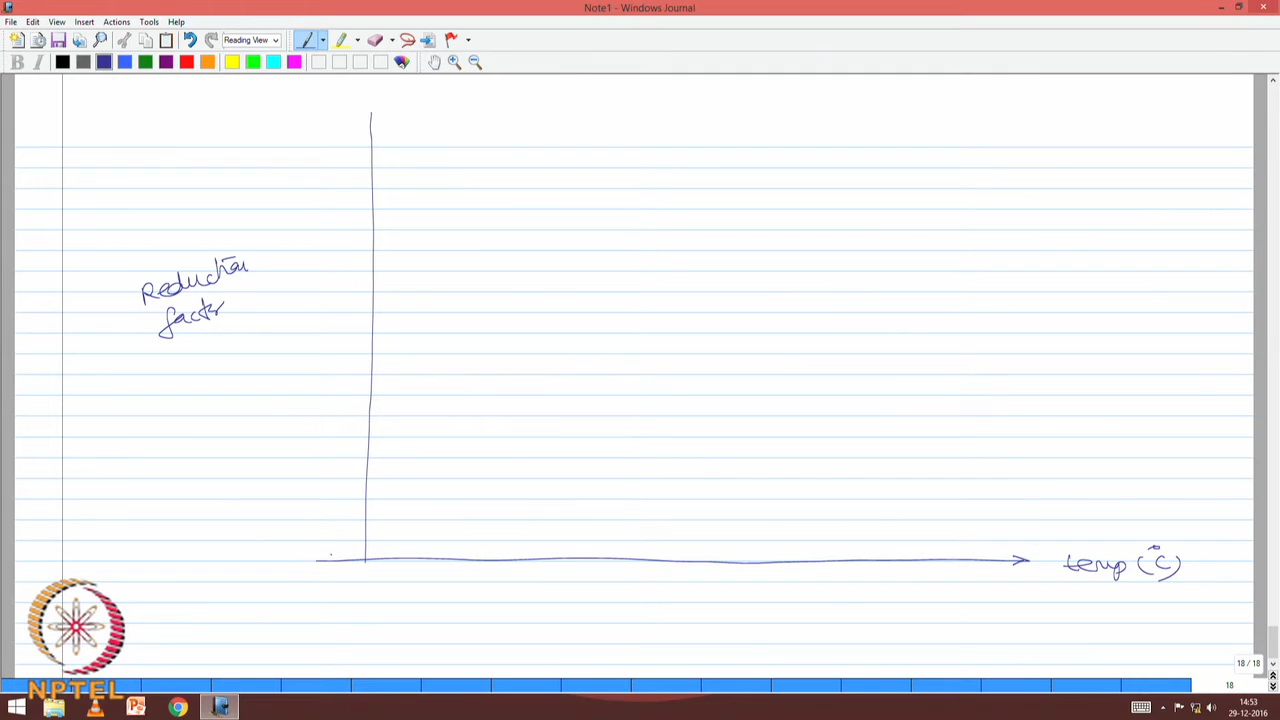 Note1 - Windows Journal
File Edit View Insert Actions Tools Help
Reading View
B I
Reduction
factor
temp (°C)
18 / 18
18
NPTEL
14:53
29-12-2016